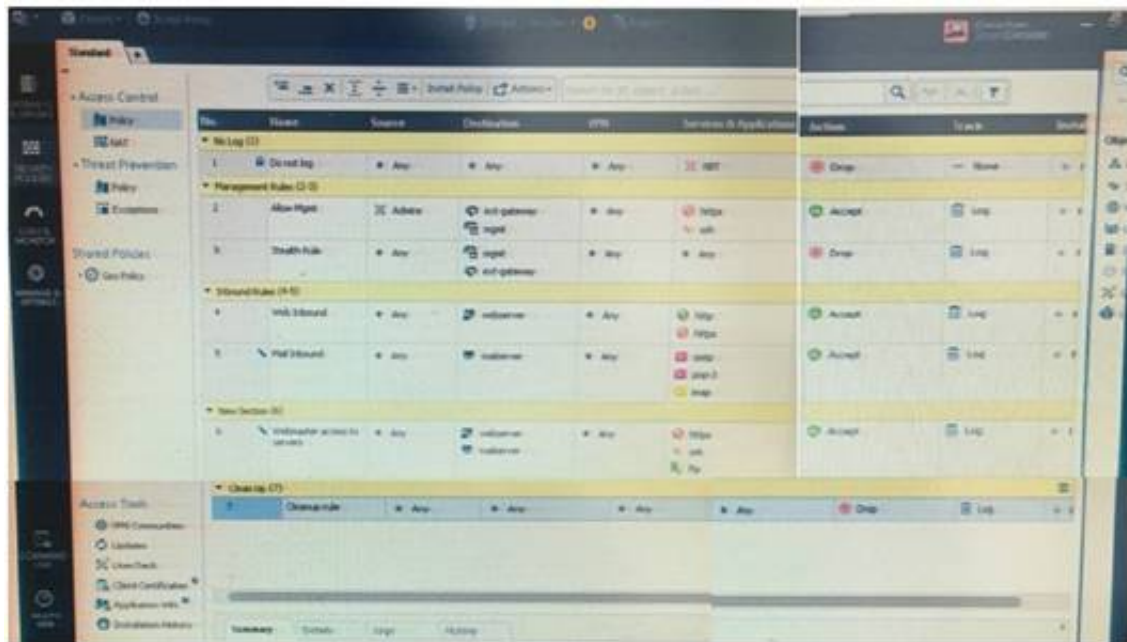 Standard
Install Policy Actions
Access Control
Policy
NAT
Threat Prevention
Policy
Exceptions
Shared Policies
Geo Policy
No. Name Source Destination VPN Services & Applications Action Track
No Log (1)
1 Do not log Any Any Any NBT Drop None
Management Rules (2-3)
2 Allow Mgmt Admins ext-gateway Any https Accept Log
mgmt ssh
3 Stealth Rule Any mgmt Any Any Drop Log
ext-gateway
Inbound Rules (4-5)
4 Web Inbound Any webserver Any http Accept Log
https
5 Mail Inbound Any mailserver Any smtp Accept Log
pop-3
imap
New Section (6)
6 Webmaster access to servers Any webserver Any https Accept Log
mailserver ssh
ftp
Clean Up (7)
7 Cleanup rule Any Any Any Any Drop Log
Access Tools
VPN Communities
Updates
UserCheck
Client Certificates
Application Wiki
Installation History
Summary Details Logs History